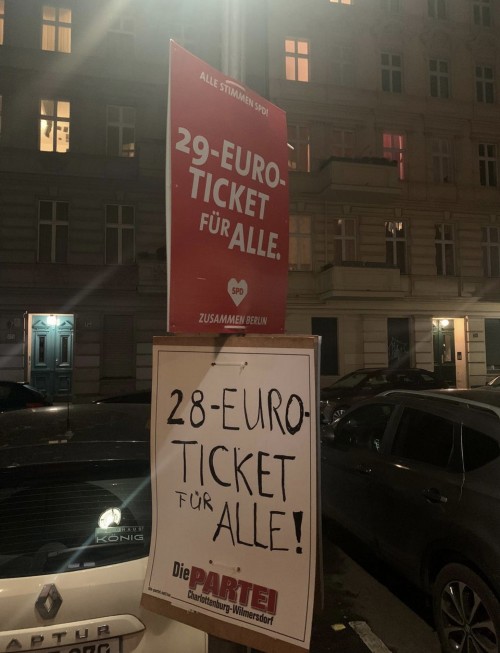 ALLE STIMMEN SPD!
29-EURO-
TICKET
FÜR ALLE.
SPD
ZUSAMMEN BERLIN
28-EURO-
TICKET
FÜR ALLE!
Die PARTEI
Charlottenburg-Wilmersdorf
KÖNIG